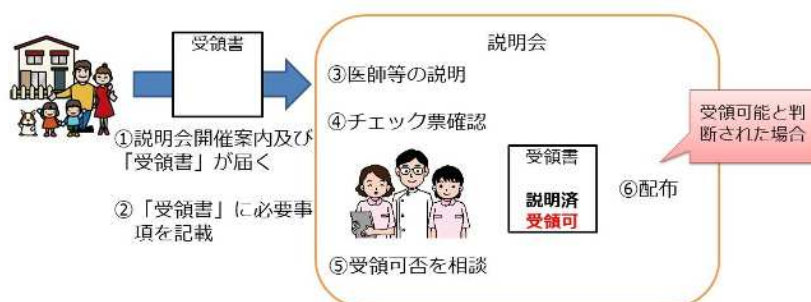 受領書
①説明会開催案内及び
「受領書」が届く
②「受領書」に必要事
項を記載
説明会
③医師等の説明
④チェック票確認
受領書
説明済
受領可
⑤受領可否を相談
⑥配布
受領可能と判
断された場合